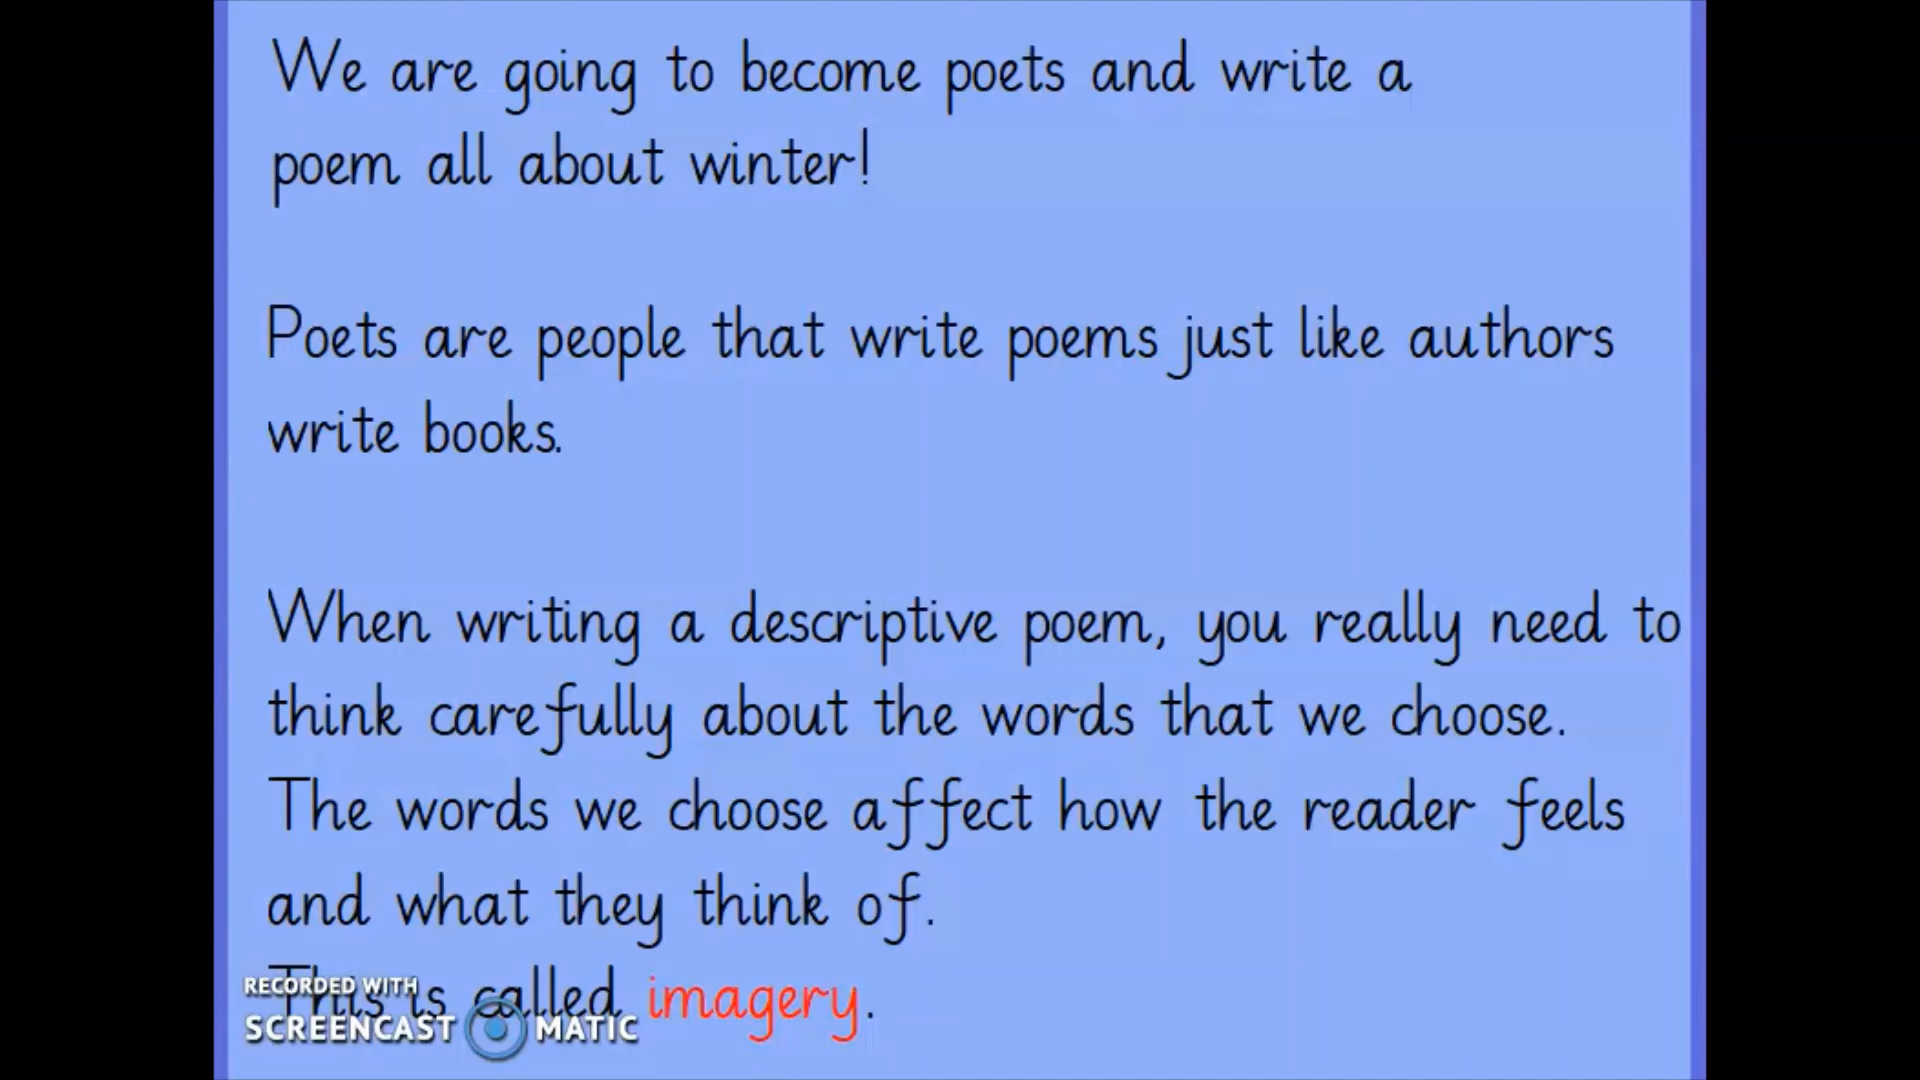 We are going to become poets and write a
poem all about winter!
Poets are people that write poems just like authors
write books.
When writing a descriptive poem, you really need to
think carefully about the words that we choose.
The words we choose affect how the reader feels
and what they think of.
This is called imagery.
RECORDED WITH
SCREENCAST MATIC